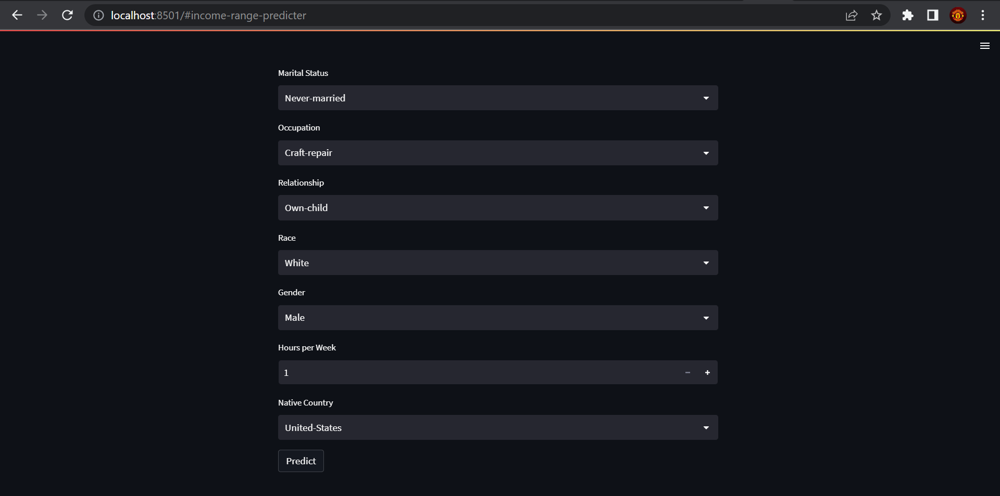 localhost:8501/#income-range-predicter
Marital Status
Never-married
Occupation
Craft-repair
Relationship
Own-child
Race
White
Gender
Male
Hours per Week
1
Native Country
United-States
Predict